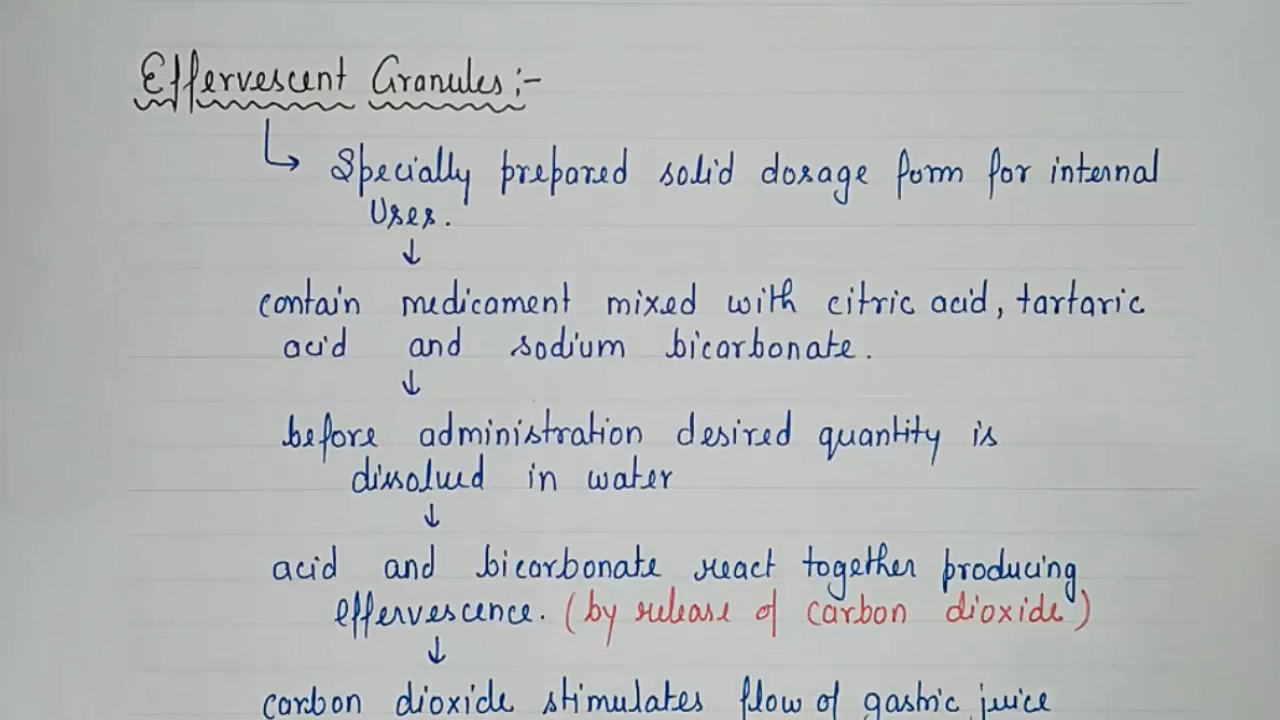 Effervescent Granules :-
↳ Specially prepared solid dosage form for internal
Uses.
↓
contain medicament mixed with citric acid, tartaric
acid and sodium bicarbonate.
↓
before administration desired quantity is
dissolved in water
↓
acid and bicarbonate react together producing
effervescence. (by release of carbon dioxide)
↓
carbon dioxide stimulates flow of gastric juice